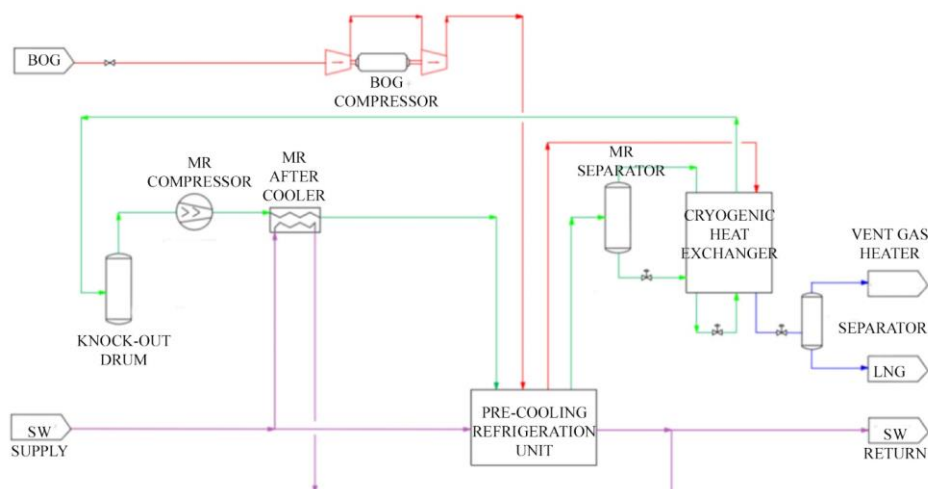 BOG
BOG
COMPRESSOR
MR
COMPRESSOR
MR
AFTER
COOLER
MR
SEPARATOR
CRYOGENIC
HEAT
EXCHANGER
VENT GAS
HEATER
KNOCK-OUT
DRUM
SEPARATOR
LNG
PRE-COOLING
REFRIGERATION
UNIT
SW
SUPPLY
SW
RETURN